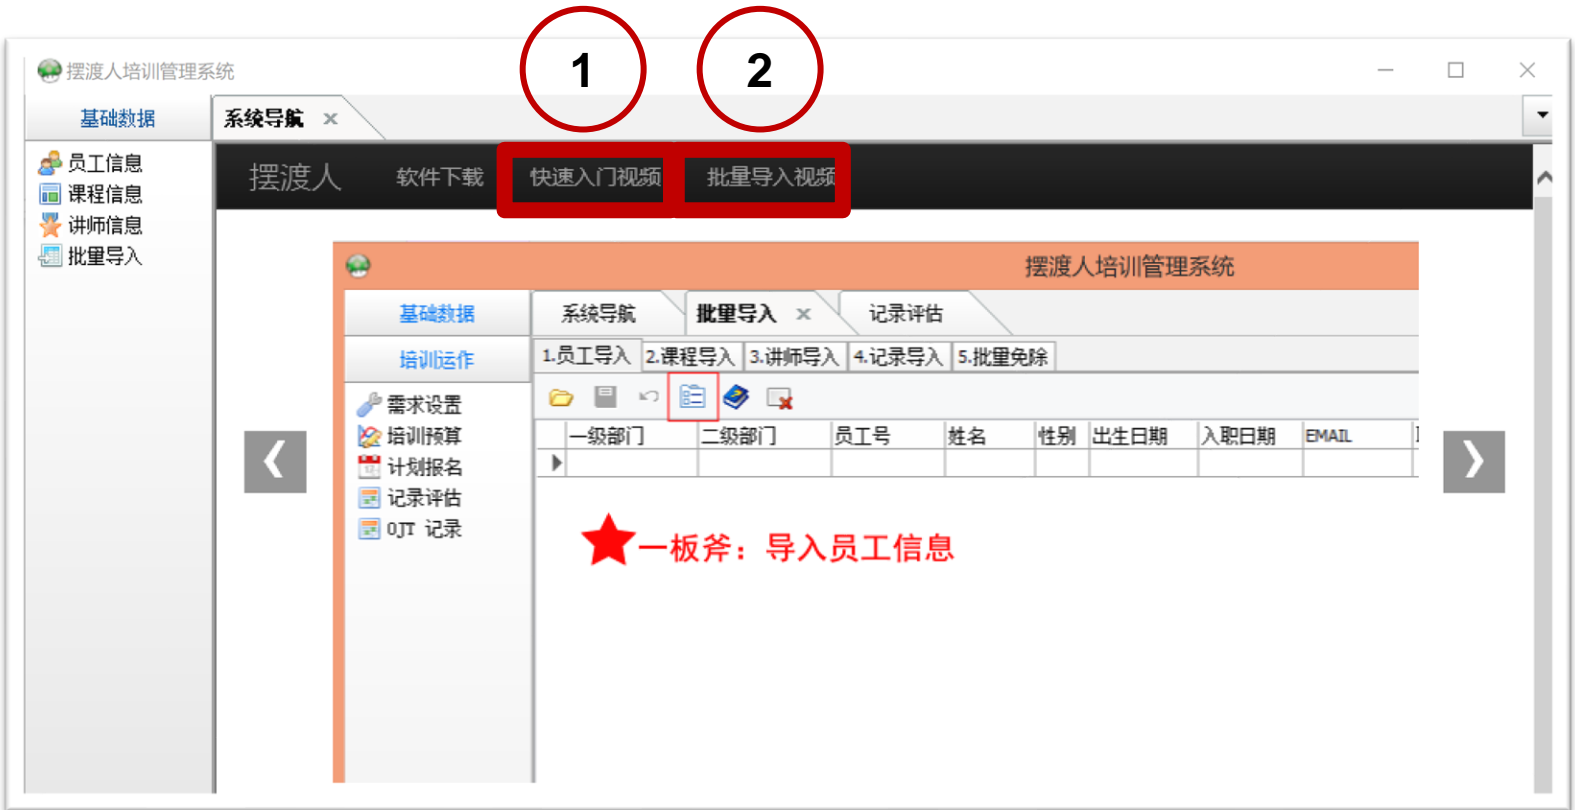 1
2
摆渡人培训管理系统
基础数据
系统导航
员工信息
课程信息
讲师信息
批里导入
摆渡人
软件下载
快速入门视频
批量导入视频
摆渡人培训管理系统
基础数据
系统导航
批里导入
记录评估
培训运作
1.员工导入
2.课程导入
3.讲师导入
4.记录导入
5.批里免除
需求设置
培训预算
计划报名
记录评估
OJT 记录
一级部门
二级部门
员工号
姓名
性别
出生日期
入职日期
EMAIL
一板斧：导入员工信息